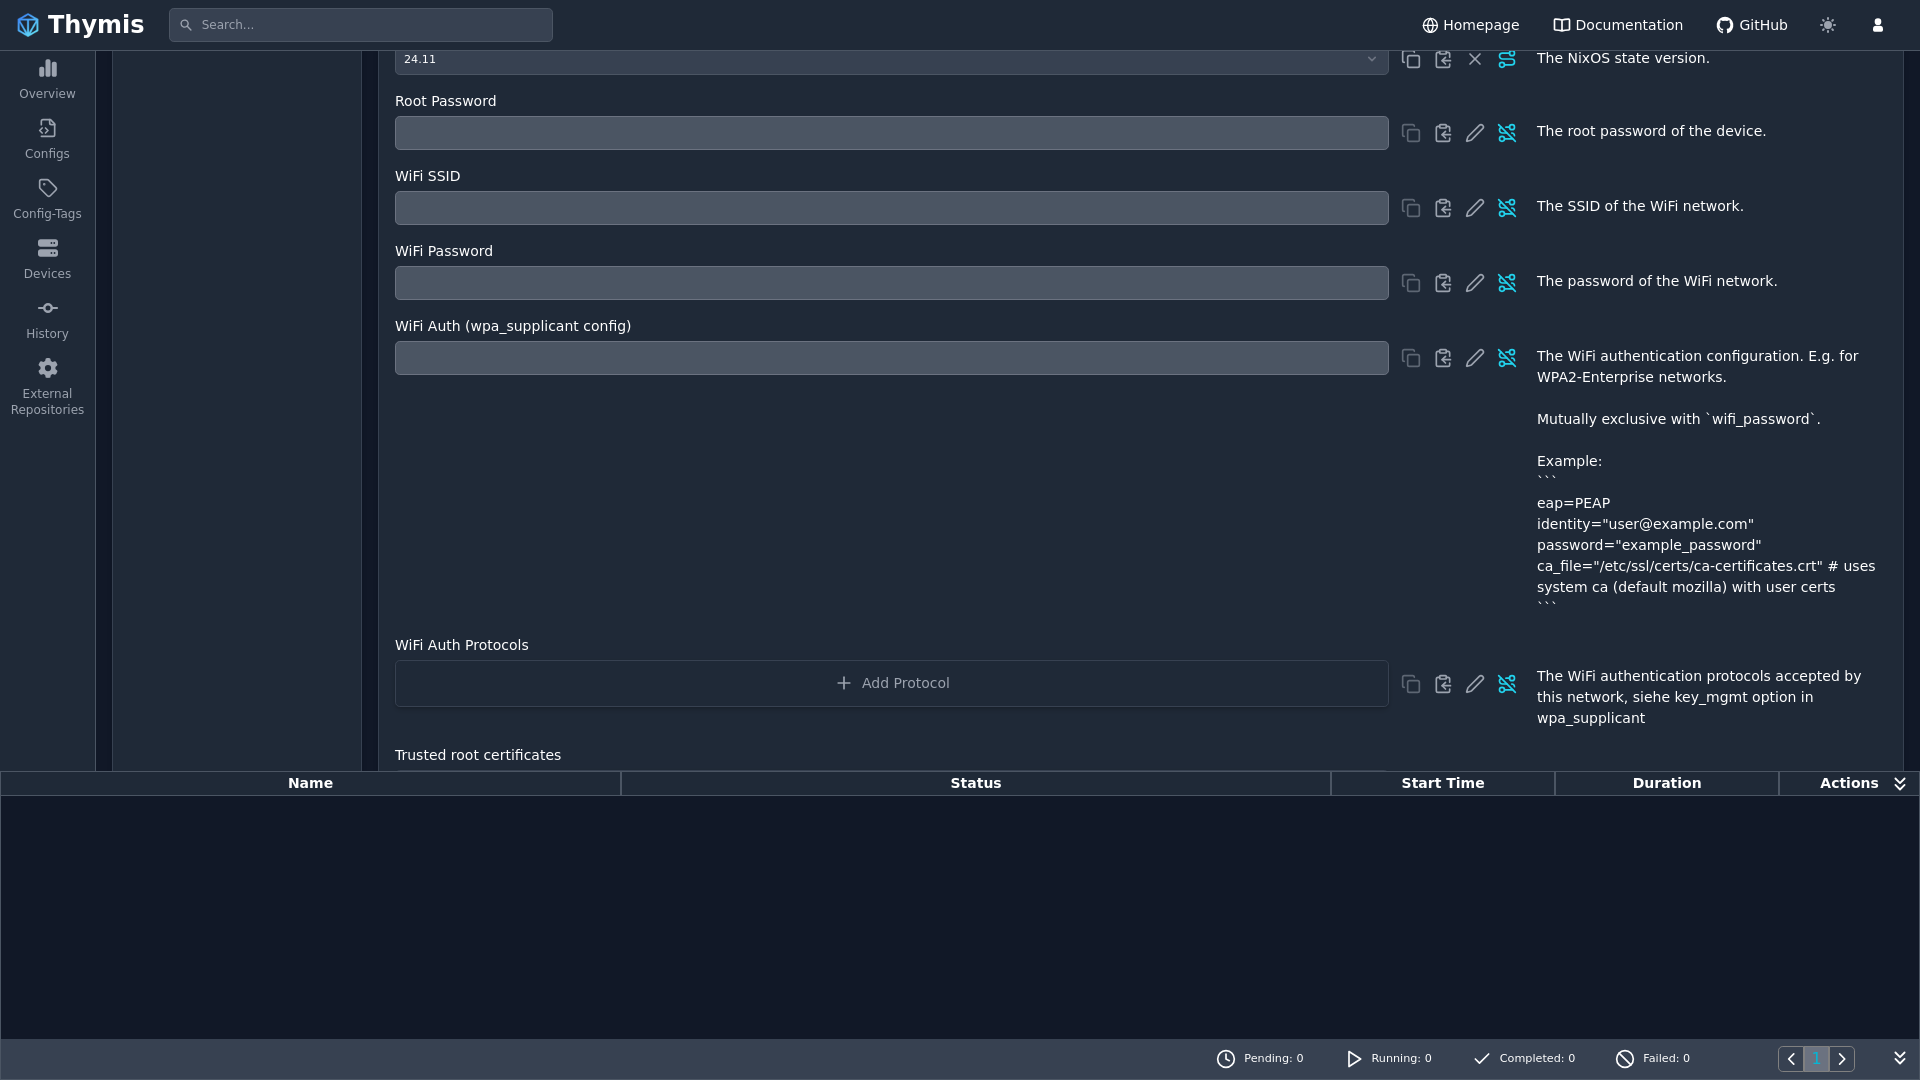 Thymis
Search...
Homepage
Documentation
GitHub
Overview
Configs
Config-Tags
Devices
History
External
Repositories
24.11
The NixOS state version.
Root Password
The root password of the device.
WiFi SSID
The SSID of the WiFi network.
WiFi Password
The password of the WiFi network.
WiFi Auth (wpa_supplicant config)
The WiFi authentication configuration. E.g. for
WPA2-Enterprise networks.
Mutually exclusive with `wifi_password`.
Example:
```
eap=PEAP
identity="user@example.com"
password="example_password"
ca_file="/etc/ssl/certs/ca-certificates.crt" # uses
system ca (default mozilla) with user certs
```
WiFi Auth Protocols
Add Protocol
The WiFi authentication protocols accepted by
this network, siehe key_mgmt option in
wpa_supplicant
Trusted root certificates
Name
Status
Start Time
Duration
Actions
Pending: 0
Running: 0
Completed: 0
Failed: 0
1